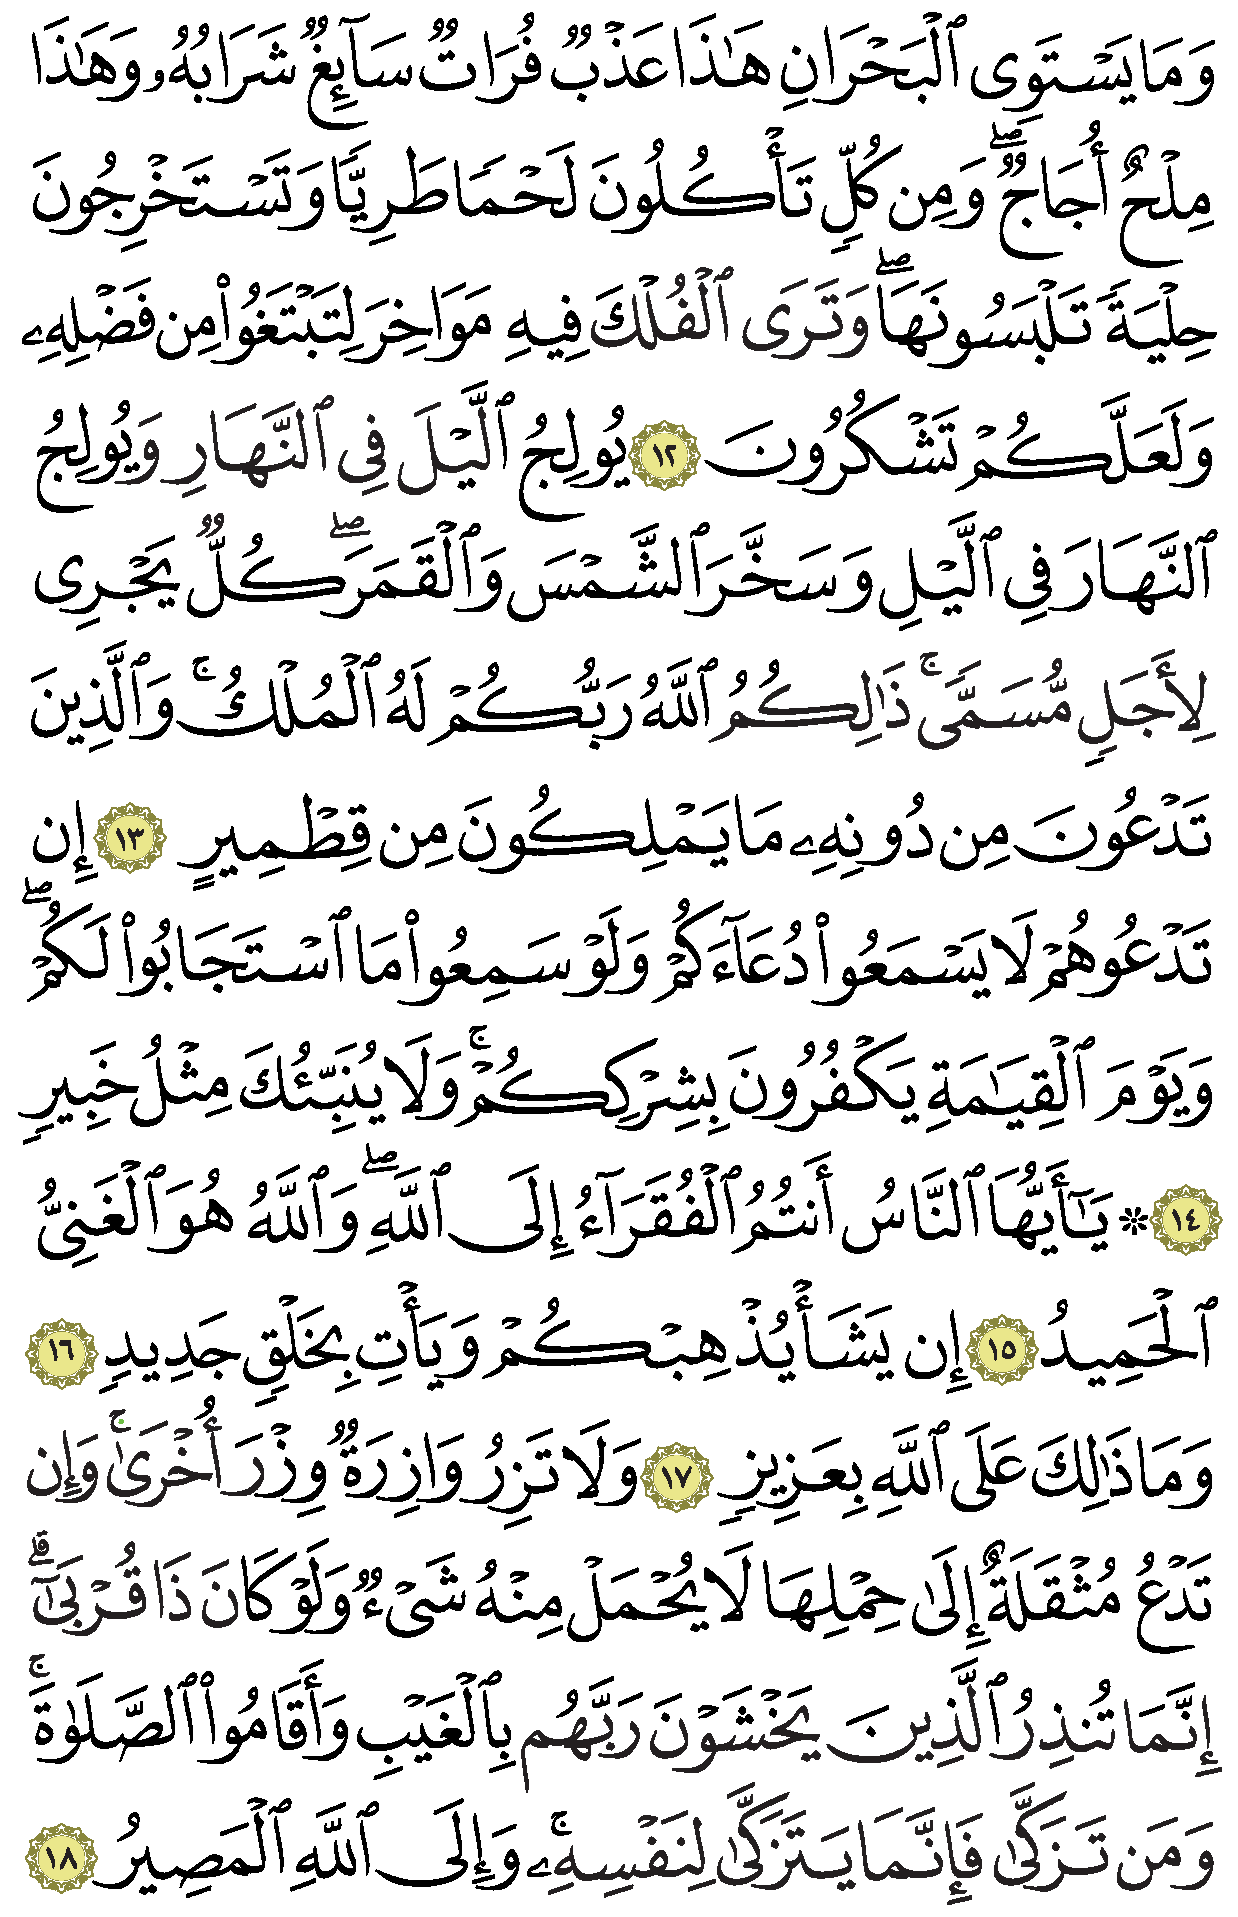 وَمَا يَسۡتَوِي ٱلۡبَحۡرَانِ هَٰذَا عَذۡبٞ فُرَاتٞ سَآئِغٞ شَرَابُهُۥ وَهَٰذَا
مِلۡحٌ أُجَاجٞۖ وَمِن كُلّٖ تَأۡكُلُونَ لَحۡمٗا طَرِيّٗا وَتَسۡتَخۡرِجُونَ
حِلۡيَةٗ تَلۡبَسُونَهَاۖ وَتَرَى ٱلۡفُلۡكَ فِيهِ مَوَاخِرَ لِتَبۡتَغُواْ مِن فَضۡلِهِۦ
وَلَعَلَّكُمۡ تَشۡكُرُونَ ١٢ يُولِجُ ٱلَّيۡلَ فِي ٱلنَّهَارِ وَيُولِجُ
ٱلنَّهَارَ فِي ٱلَّيۡلِ وَسَخَّرَ ٱلشَّمۡسَ وَٱلۡقَمَرَۖ كُلّٞ يَجۡرِي
لِأَجَلٖ مُّسَمّٗىۚ ذَٰلِكُمُ ٱللَّهُ رَبُّكُمۡ لَهُ ٱلۡمُلۡكُۚ وَٱلَّذِينَ
تَدۡعُونَ مِن دُونِهِۦ مَا يَمۡلِكُونَ مِن قِطۡمِيرٍ ١٣ إِن
تَدۡعُوهُمۡ لَا يَسۡمَعُواْ دُعَآءَكُمۡ وَلَوۡ سَمِعُواْ مَا ٱسۡتَجَابُواْ لَكُمۡۖ
وَيَوۡمَ ٱلۡقِيَٰمَةِ يَكۡفُرُونَ بِشِرۡكِكُمۡۚ وَلَا يُنَبِّئُكَ مِثۡلُ خَبِيرٖ
١٤ ۞ يَٰٓأَيُّهَا ٱلنَّاسُ أَنتُمُ ٱلۡفُقَرَآءُ إِلَى ٱللَّهِۖ وَٱللَّهُ هُوَ ٱلۡغَنِيُّ
ٱلۡحَمِيدُ ١٥ إِن يَشَأۡ يُذۡهِبۡكُمۡ وَيَأۡتِ بِخَلۡقٖ جَدِيدٖ ١٦
وَمَا ذَٰلِكَ عَلَى ٱللَّهِ بِعَزِيزٖ ١٧ وَلَا تَزِرُ وَازِرَةٞ وِزۡرَ أُخۡرَىٰۚ وَإِن
تَدۡعُ مُثۡقَلَةٌ إِلَىٰ حِمۡلِهَا لَا يُحۡمَلۡ مِنۡهُ شَيۡءٞ وَلَوۡ كَانَ ذَا قُرۡبَىٰٓۗ
إِنَّمَا تُنذِرُ ٱلَّذِينَ يَخۡشَوۡنَ رَبَّهُم بِٱلۡغَيۡبِ وَأَقَامُواْ ٱلصَّلَوٰةَۚ
وَمَن تَزَكَّىٰ فَإِنَّمَا يَتَزَكَّىٰ لِنَفۡسِهِۦۚ وَإِلَى ٱللَّهِ ٱلۡمَصِيرُ ١٨